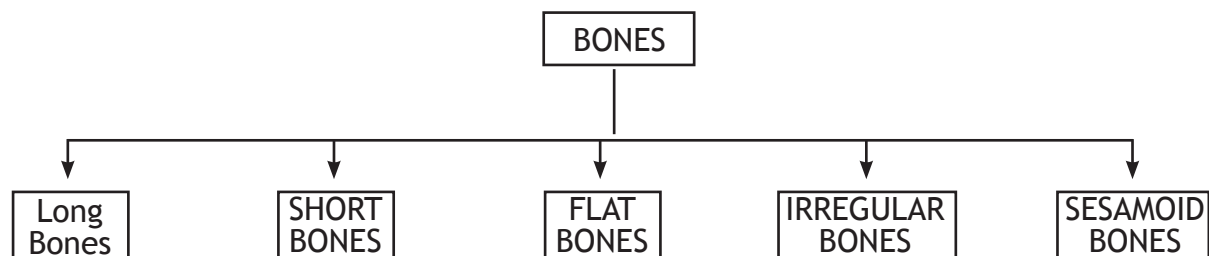 BONES
Long
Bones
SHORT
BONES
FLAT
BONES
IRREGULAR
BONES
SESAMOID
BONES